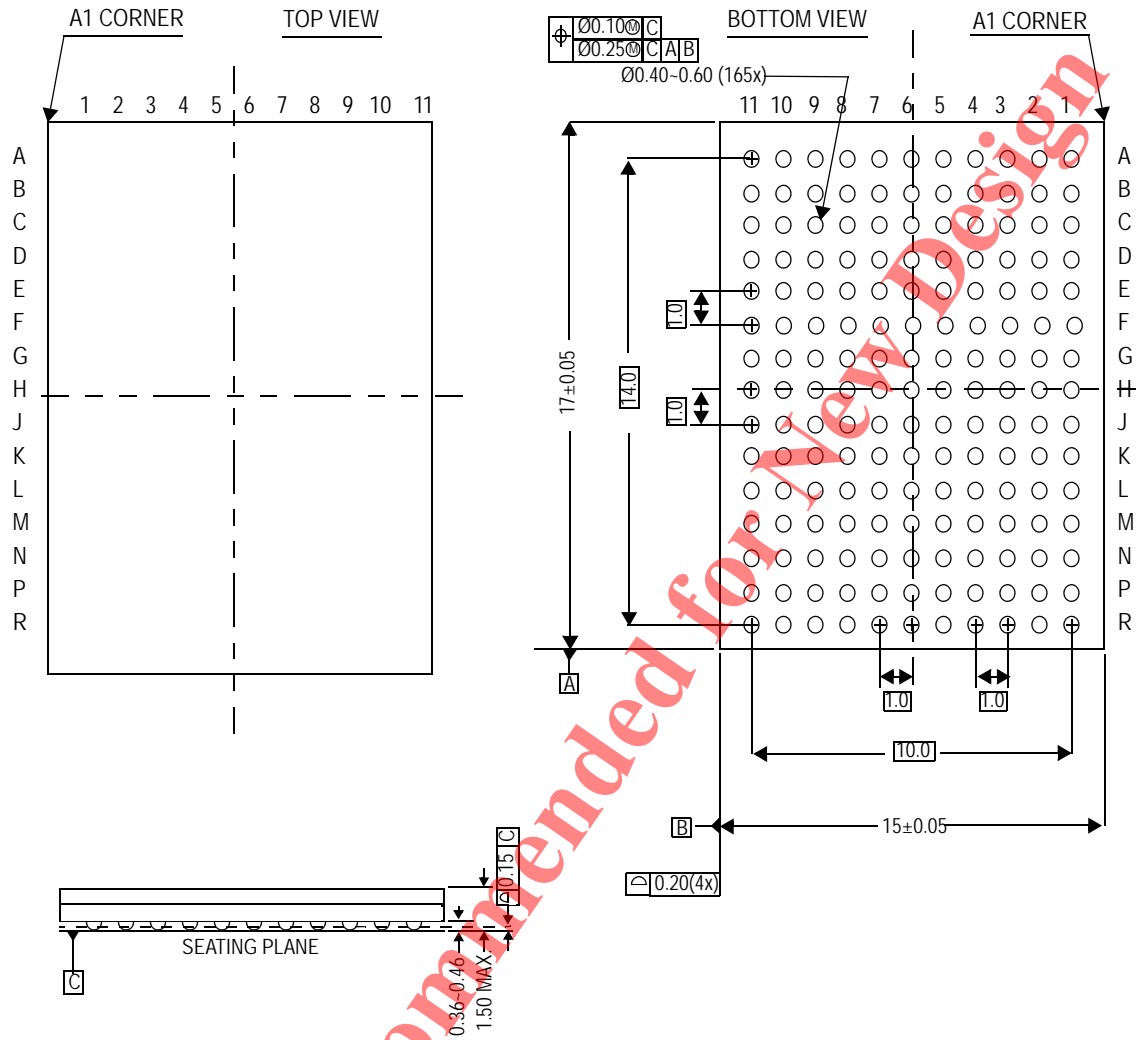 A1 CORNER
TOP VIEW
1 2 3 4 5 6 7 8 9 10 11
A
B
C
D
E
F
G
H
J
K
L
M
N
P
R
BOTTOM VIEW
A1 CORNER
Ø0.10Ⓜ C
Ø0.25Ⓜ C A B
Ø0.40~0.60 (165x)
11 10 9 8 7 6 5 4 3 2 1
A
B
C
D
E
F
G
H
J
K
L
M
N
P
R
1.0
1.0
14.0
17±0.05
A
1.0
1.0
10.0
B
15±0.05
0.20(4x)
0.15 C
SEATING PLANE
C
0.36~0.46
1.50 MAX.
ommended for New Design